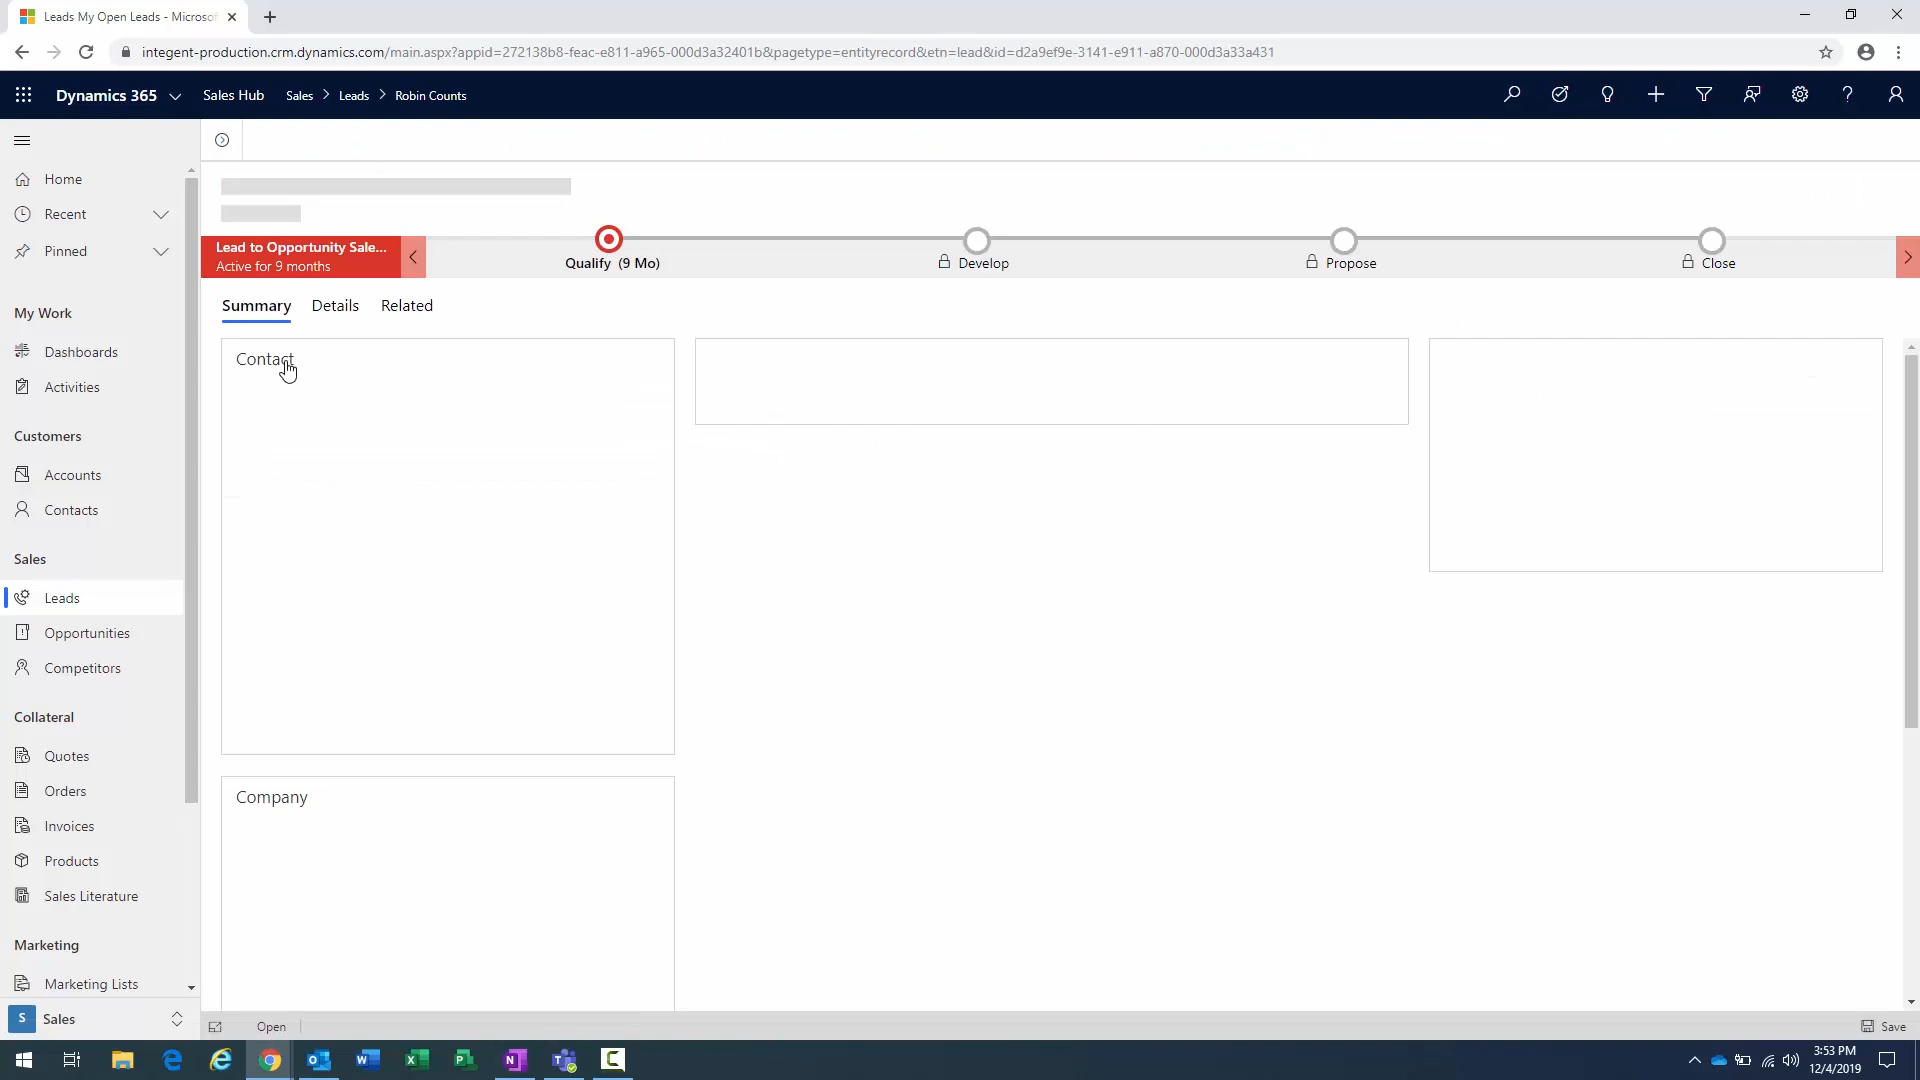 Leads My Open Leads - Microsof
integent-production.crm.dynamics.com/main.aspx?appid=272138b8-feac-e811-a965-000d3a32401b&pagetype=entityrecord&etn=lead&id=d2a9ef9e-3141-e911-a870-000d3a33a431
Dynamics 365 Sales Hub Sales > Leads > Robin Counts
Home
Recent
Pinned
My Work
Dashboards
Activities
Customers
Accounts
Contacts
Sales
Leads
Opportunities
Competitors
Collateral
Quotes
Orders
Invoices
Products
Sales Literature
Marketing
Marketing Lists
S Sales
Lead to Opportunity Sale...
Active for 9 months
Qualify (9 Mo)
Develop
Propose
Close
Summary Details Related
Contact
Company
Open
Save
3:53 PM
12/4/2019